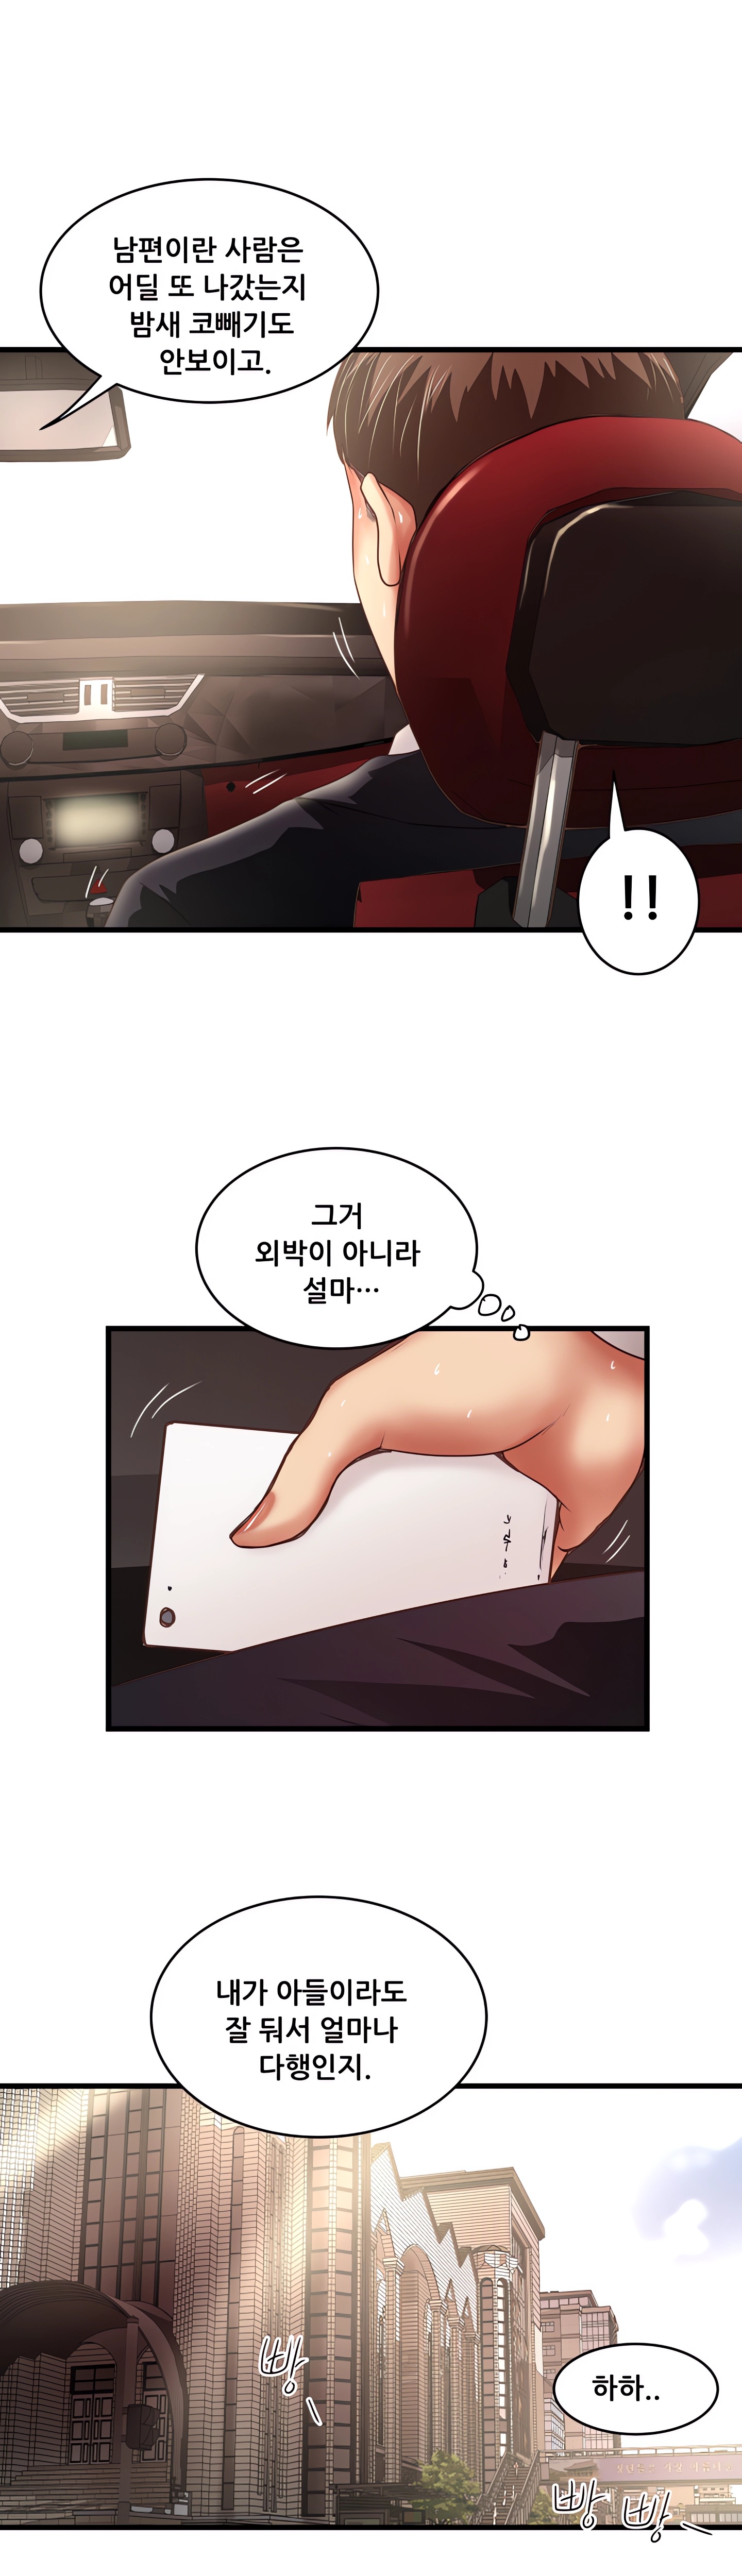 남편이란 사람은
어딜 또 나갔는지
밤새 코빼기도
안보이고.
!!
그거
외박이 아니라
설마…
내가 아들이라도
잘 둬서 얼마나
다행인지.
빵
하하..
빵 빵